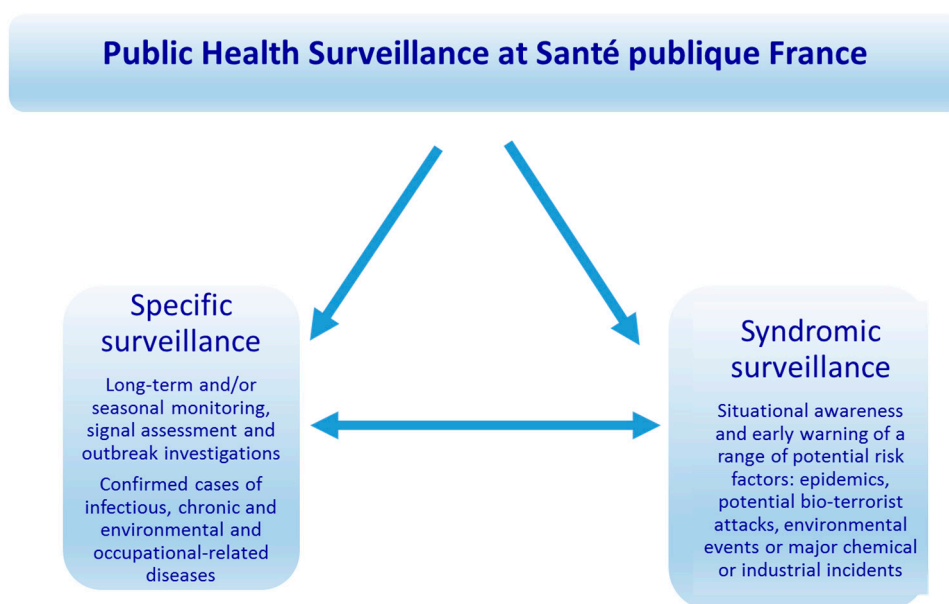 Public Health Surveillance at Santé publique France
Specific
surveillance
Long-term and/or
seasonal monitoring,
signal assessment and
outbreak investigations
Confirmed cases of
infectious, chronic and
environmental and
occupational-related
diseases
Syndromic
surveillance
Situational awareness
and early warning of a
range of potential risk
factors: epidemics,
potential bio-terrorist
attacks, environmental
events or major chemical
or industrial incidents